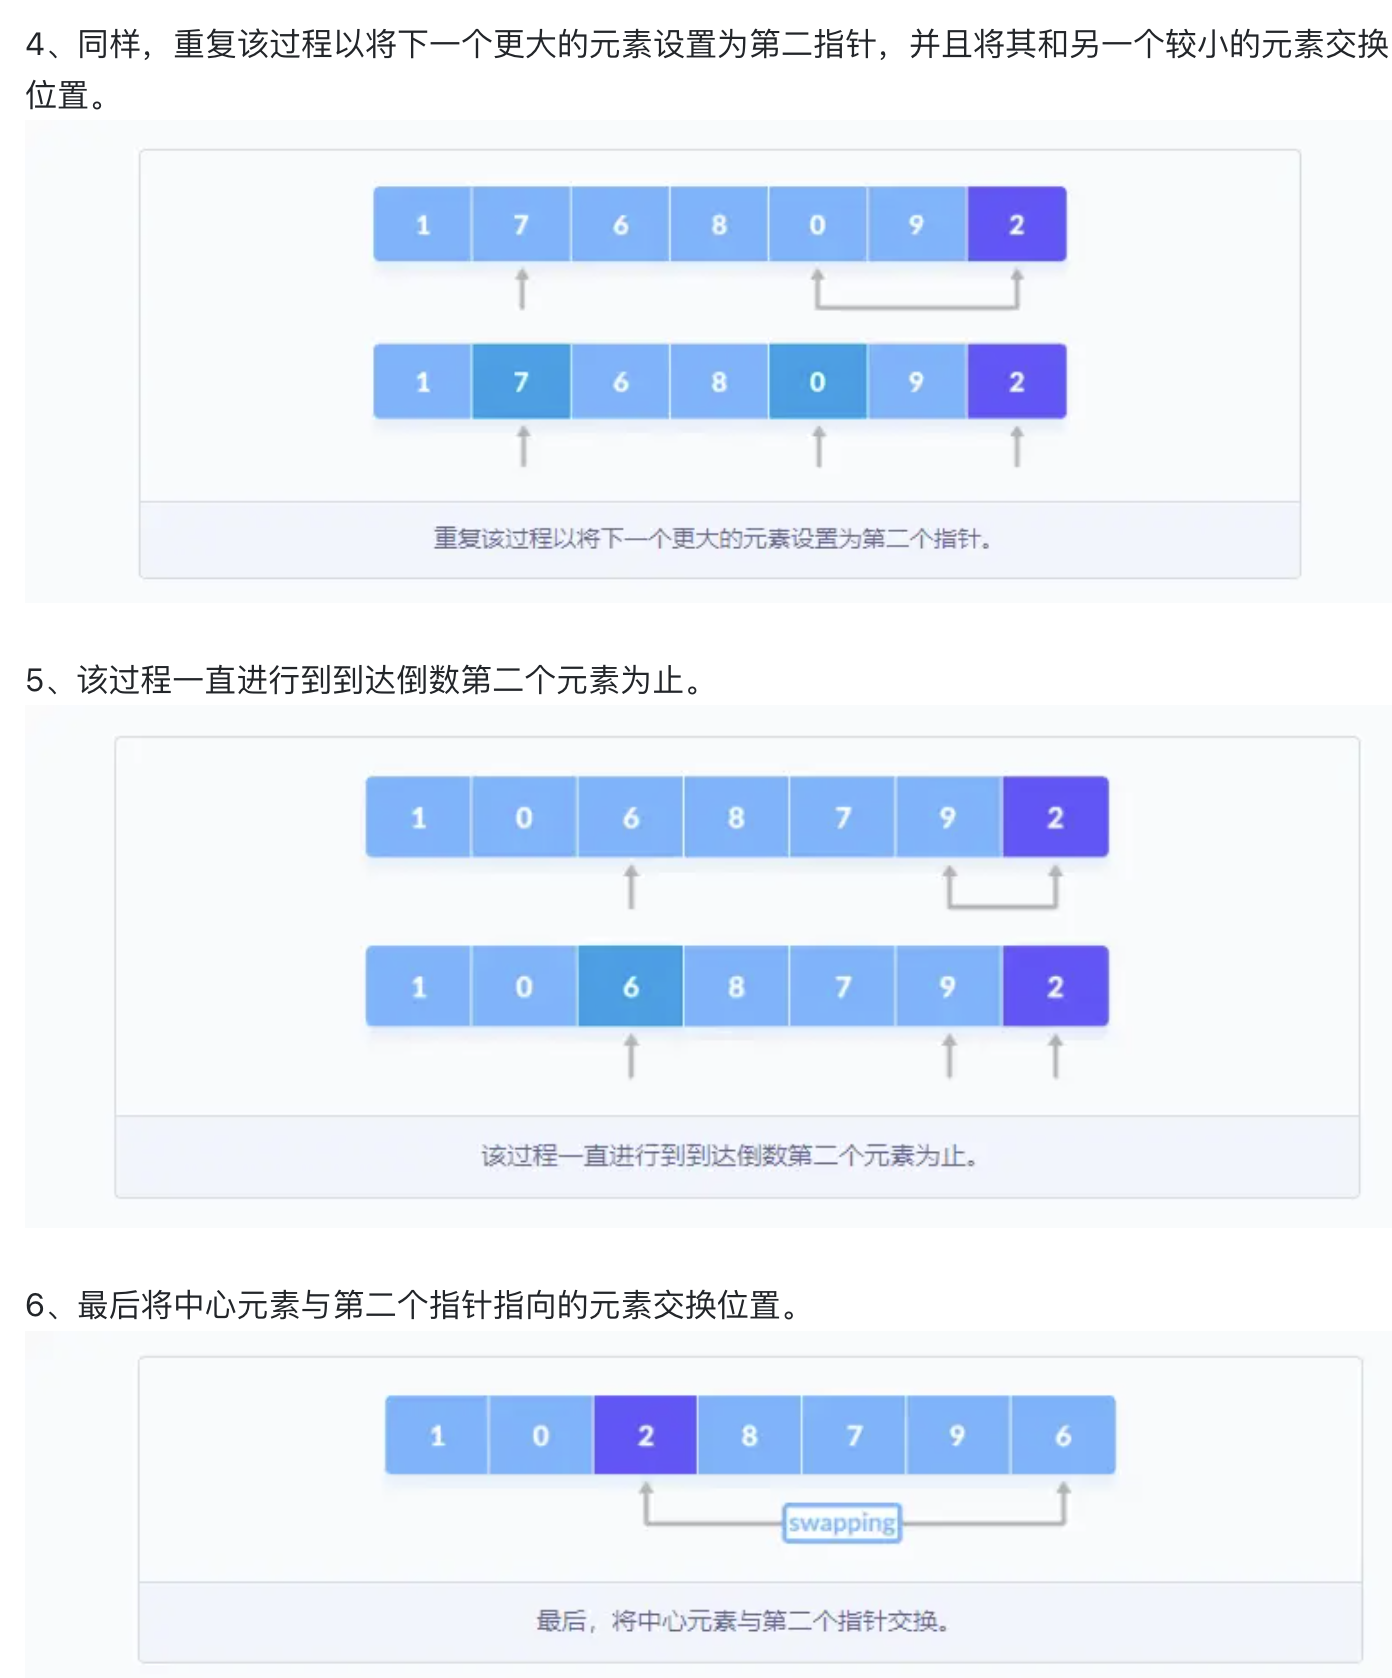 4、同样，重复该过程以将下一个更大的元素设置为第二指针，并且将其和另一个较小的元素交换
位置。
1 7 6 8 0 9 2
1 7 6 8 0 9 2
重复该过程以将下一个更大的元素设置为第二个指针。
5、该过程一直进行到到达倒数第二个元素为止。
1 0 6 8 7 9 2
1 0 6 8 7 9 2
该过程一直进行到到达倒数第二个元素为止。
6、最后将中心元素与第二个指针指向的元素交换位置。
1 0 2 8 7 9 6
swapping
最后，将中心元素与第二个指针交换。